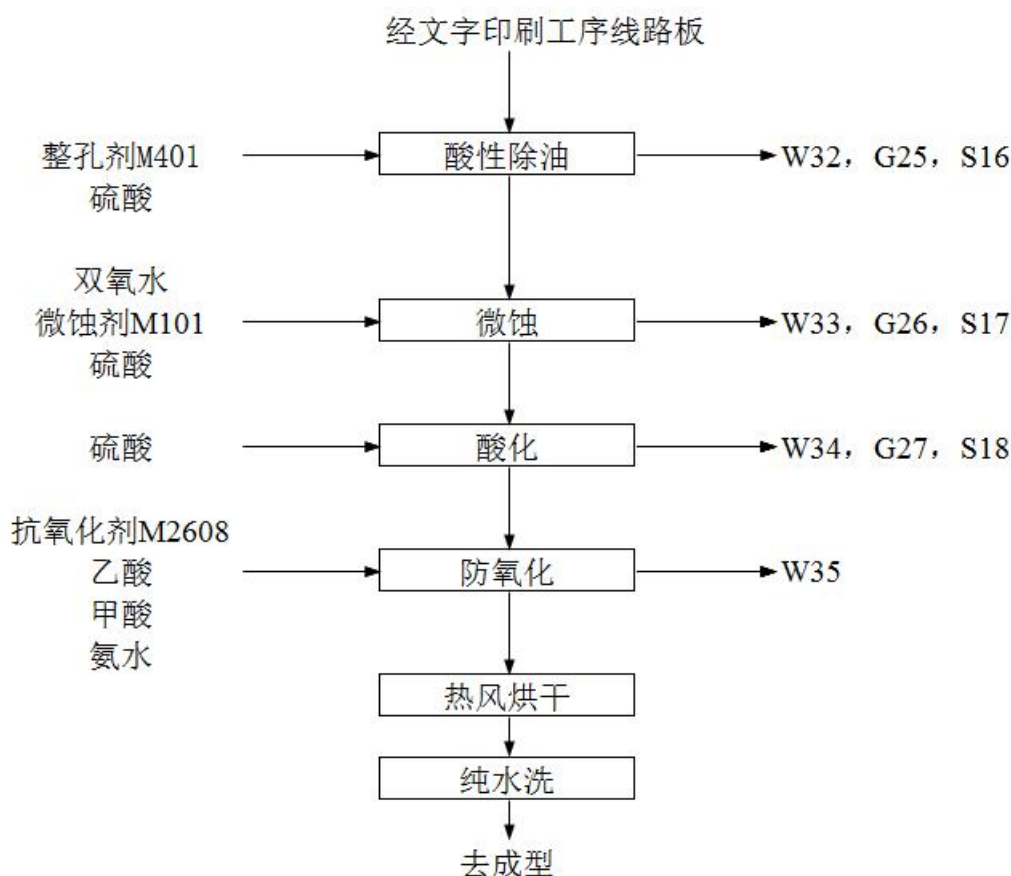 经文字印刷工序线路板
整孔剂M401
硫酸
酸性除油
W32，G25，S16
双氧水
微蚀剂M101
硫酸
微蚀
W33，G26，S17
硫酸
酸化
W34，G27，S18
抗氧化剂M2608
乙酸
甲酸
氨水
防氧化
W35
热风烘干
纯水洗
去成型